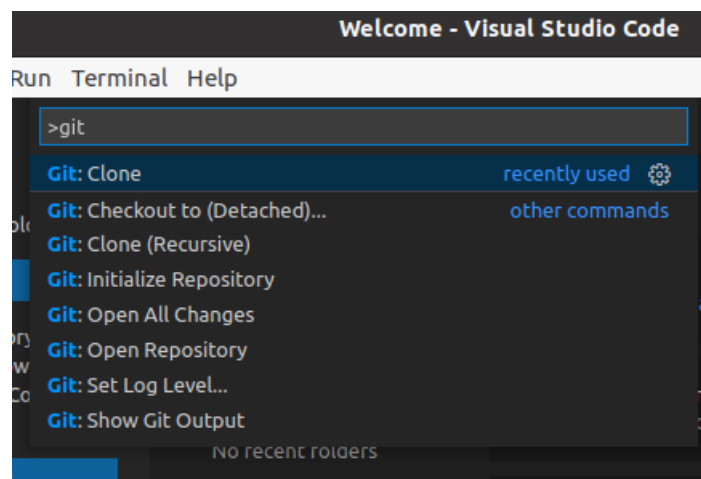 Welcome - Visual Studio Code
Run Terminal Help
>git
Git: Clone recently used
Git: Checkout to (Detached)... other commands
Git: Clone (Recursive)
Git: Initialize Repository
Git: Open All Changes
Git: Open Repository
Git: Set Log Level...
Git: Show Git Output
No recent folders